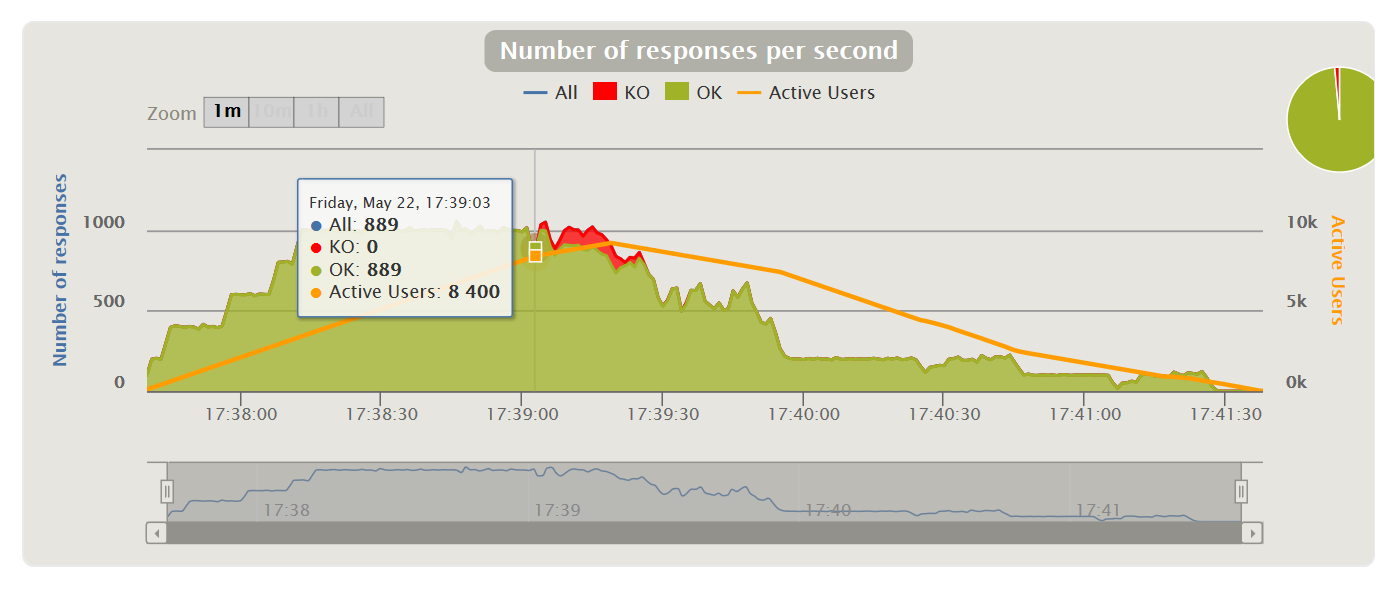 Number of responses per second
All KO OK Active Users
Zoom 1m 10m 1h All
Number of responses
1000
500
0
Friday, May 22, 17:39:03
All: 889
KO: 0
OK: 889
Active Users: 8 400
10k
5k
0k
Active Users
17:38:00 17:38:30 17:39:00 17:39:30 17:40:00 17:40:30 17:41:00 17:41:30
17:38 17:39 17:40 17:41